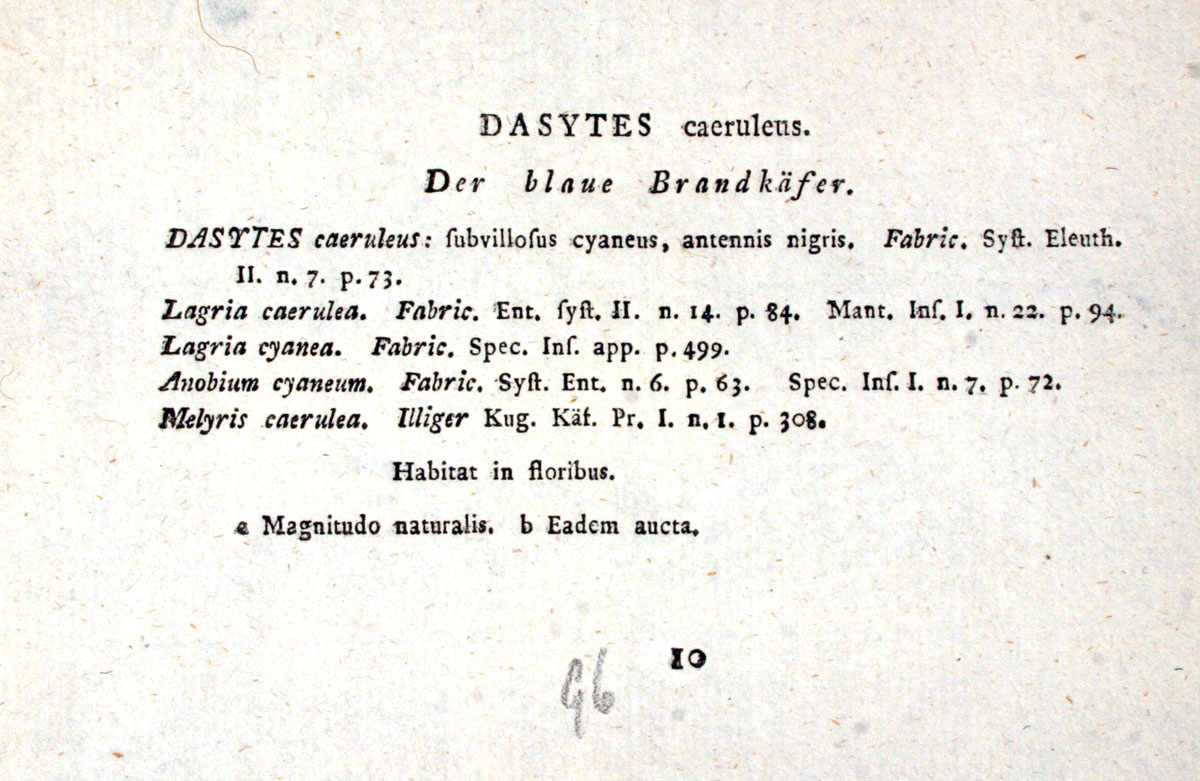 DASYTES caeruleus.
Der blaue Brandkäfer.
DASYTES caeruleus: ſubvilloſus cyaneus, antennis nigris. Fabric. Syſt. Eleuth.
II. n. 7. p. 73.
Lagria caerulea. Fabric. Ent. ſyſt. II. n. 14. p. 84. Mant. Inſ. I. n. 22. p. 94.
Lagria cyanea. Fabric. Spec. Inſ. app. p. 499.
Anobium cyaneum. Fabric. Syſt. Ent. n. 6. p. 63. Spec. Inſ. I. n. 7. p. 72.
Melyris caerulea. Illiger Kug. Käf. Pr. I. n. 1. p. 308.
Habitat in floribus.
a Magnitudo naturalis. b Eadem aucta.
10
96